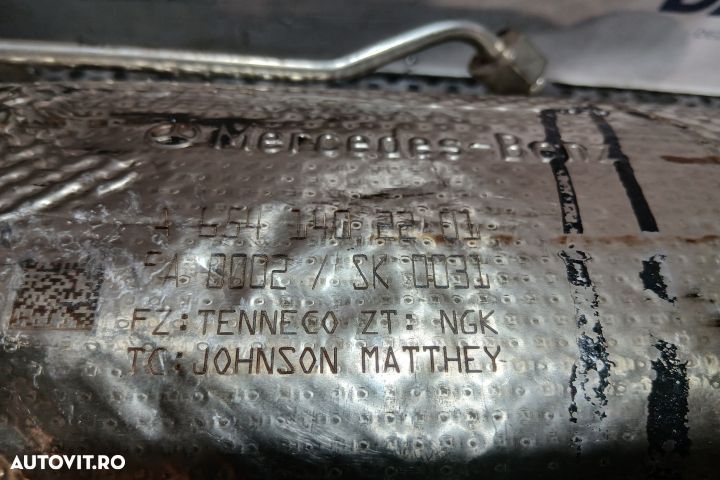 Mercedes-Benz
A 654 140 22 01
FA 0002 / SK 0031
FZ: TENNECO ZT: NGK
TC: JOHNSON MATTHEY
AUTOVIT.RO